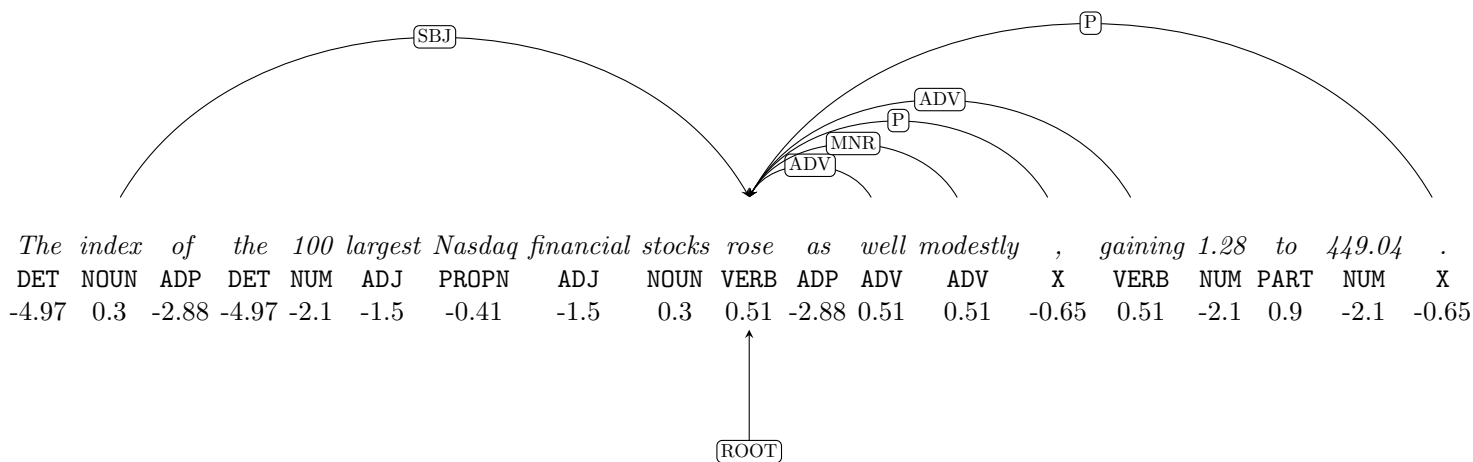 SBJ P
ADV
P
MNR
ADV
The index of the 100 largest Nasdaq financial stocks rose as well modestly , gaining 1.28 to 449.04 .
DET NOUN ADP DET NUM ADJ PROPN ADJ NOUN VERB ADP ADV ADV X VERB NUM PART NUM X
-4.97 0.3 -2.88 -4.97 -2.1 -1.5 -0.41 -1.5 0.3 0.51 -2.88 0.51 0.51 -0.65 0.51 -2.1 0.9 -2.1 -0.65
ROOT